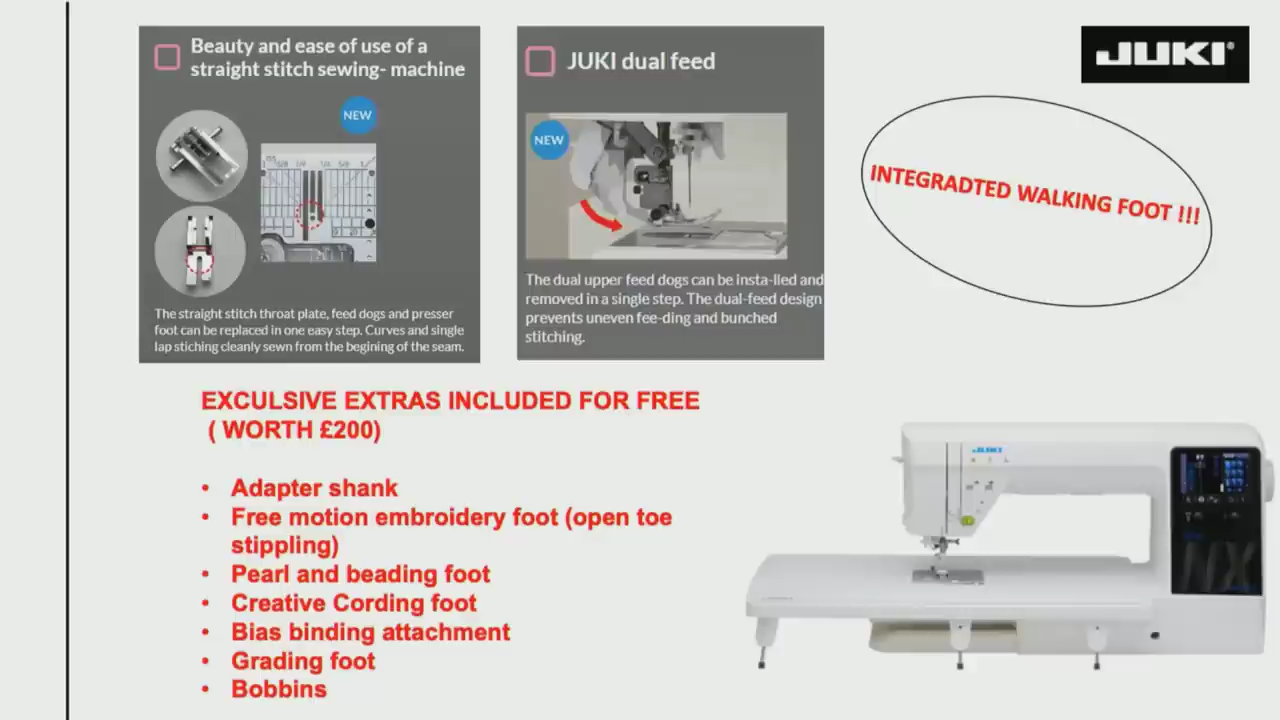 Beauty and ease of use of a
straight stitch sewing- machine
NEW
The straight stitch throat plate, feed dogs and presser
foot can be replaced in one easy step. Curves and single
lap stiching cleanly sewn from the begining of the seam.
JUKI dual feed
NEW
The dual upper feed dogs can be insta-lled and
removed in a single step. The dual-feed design
prevents uneven fee-ding and bunched
stitching.
JUKI®
INTEGRADTED WALKING FOOT !!!
EXCULSIVE EXTRAS INCLUDED FOR FREE
( WORTH £200)
• Adapter shank
• Free motion embroidery foot (open toe
stippling)
• Pearl and beading foot
• Creative Cording foot
• Bias binding attachment
• Grading foot
• Bobbins
JUKI